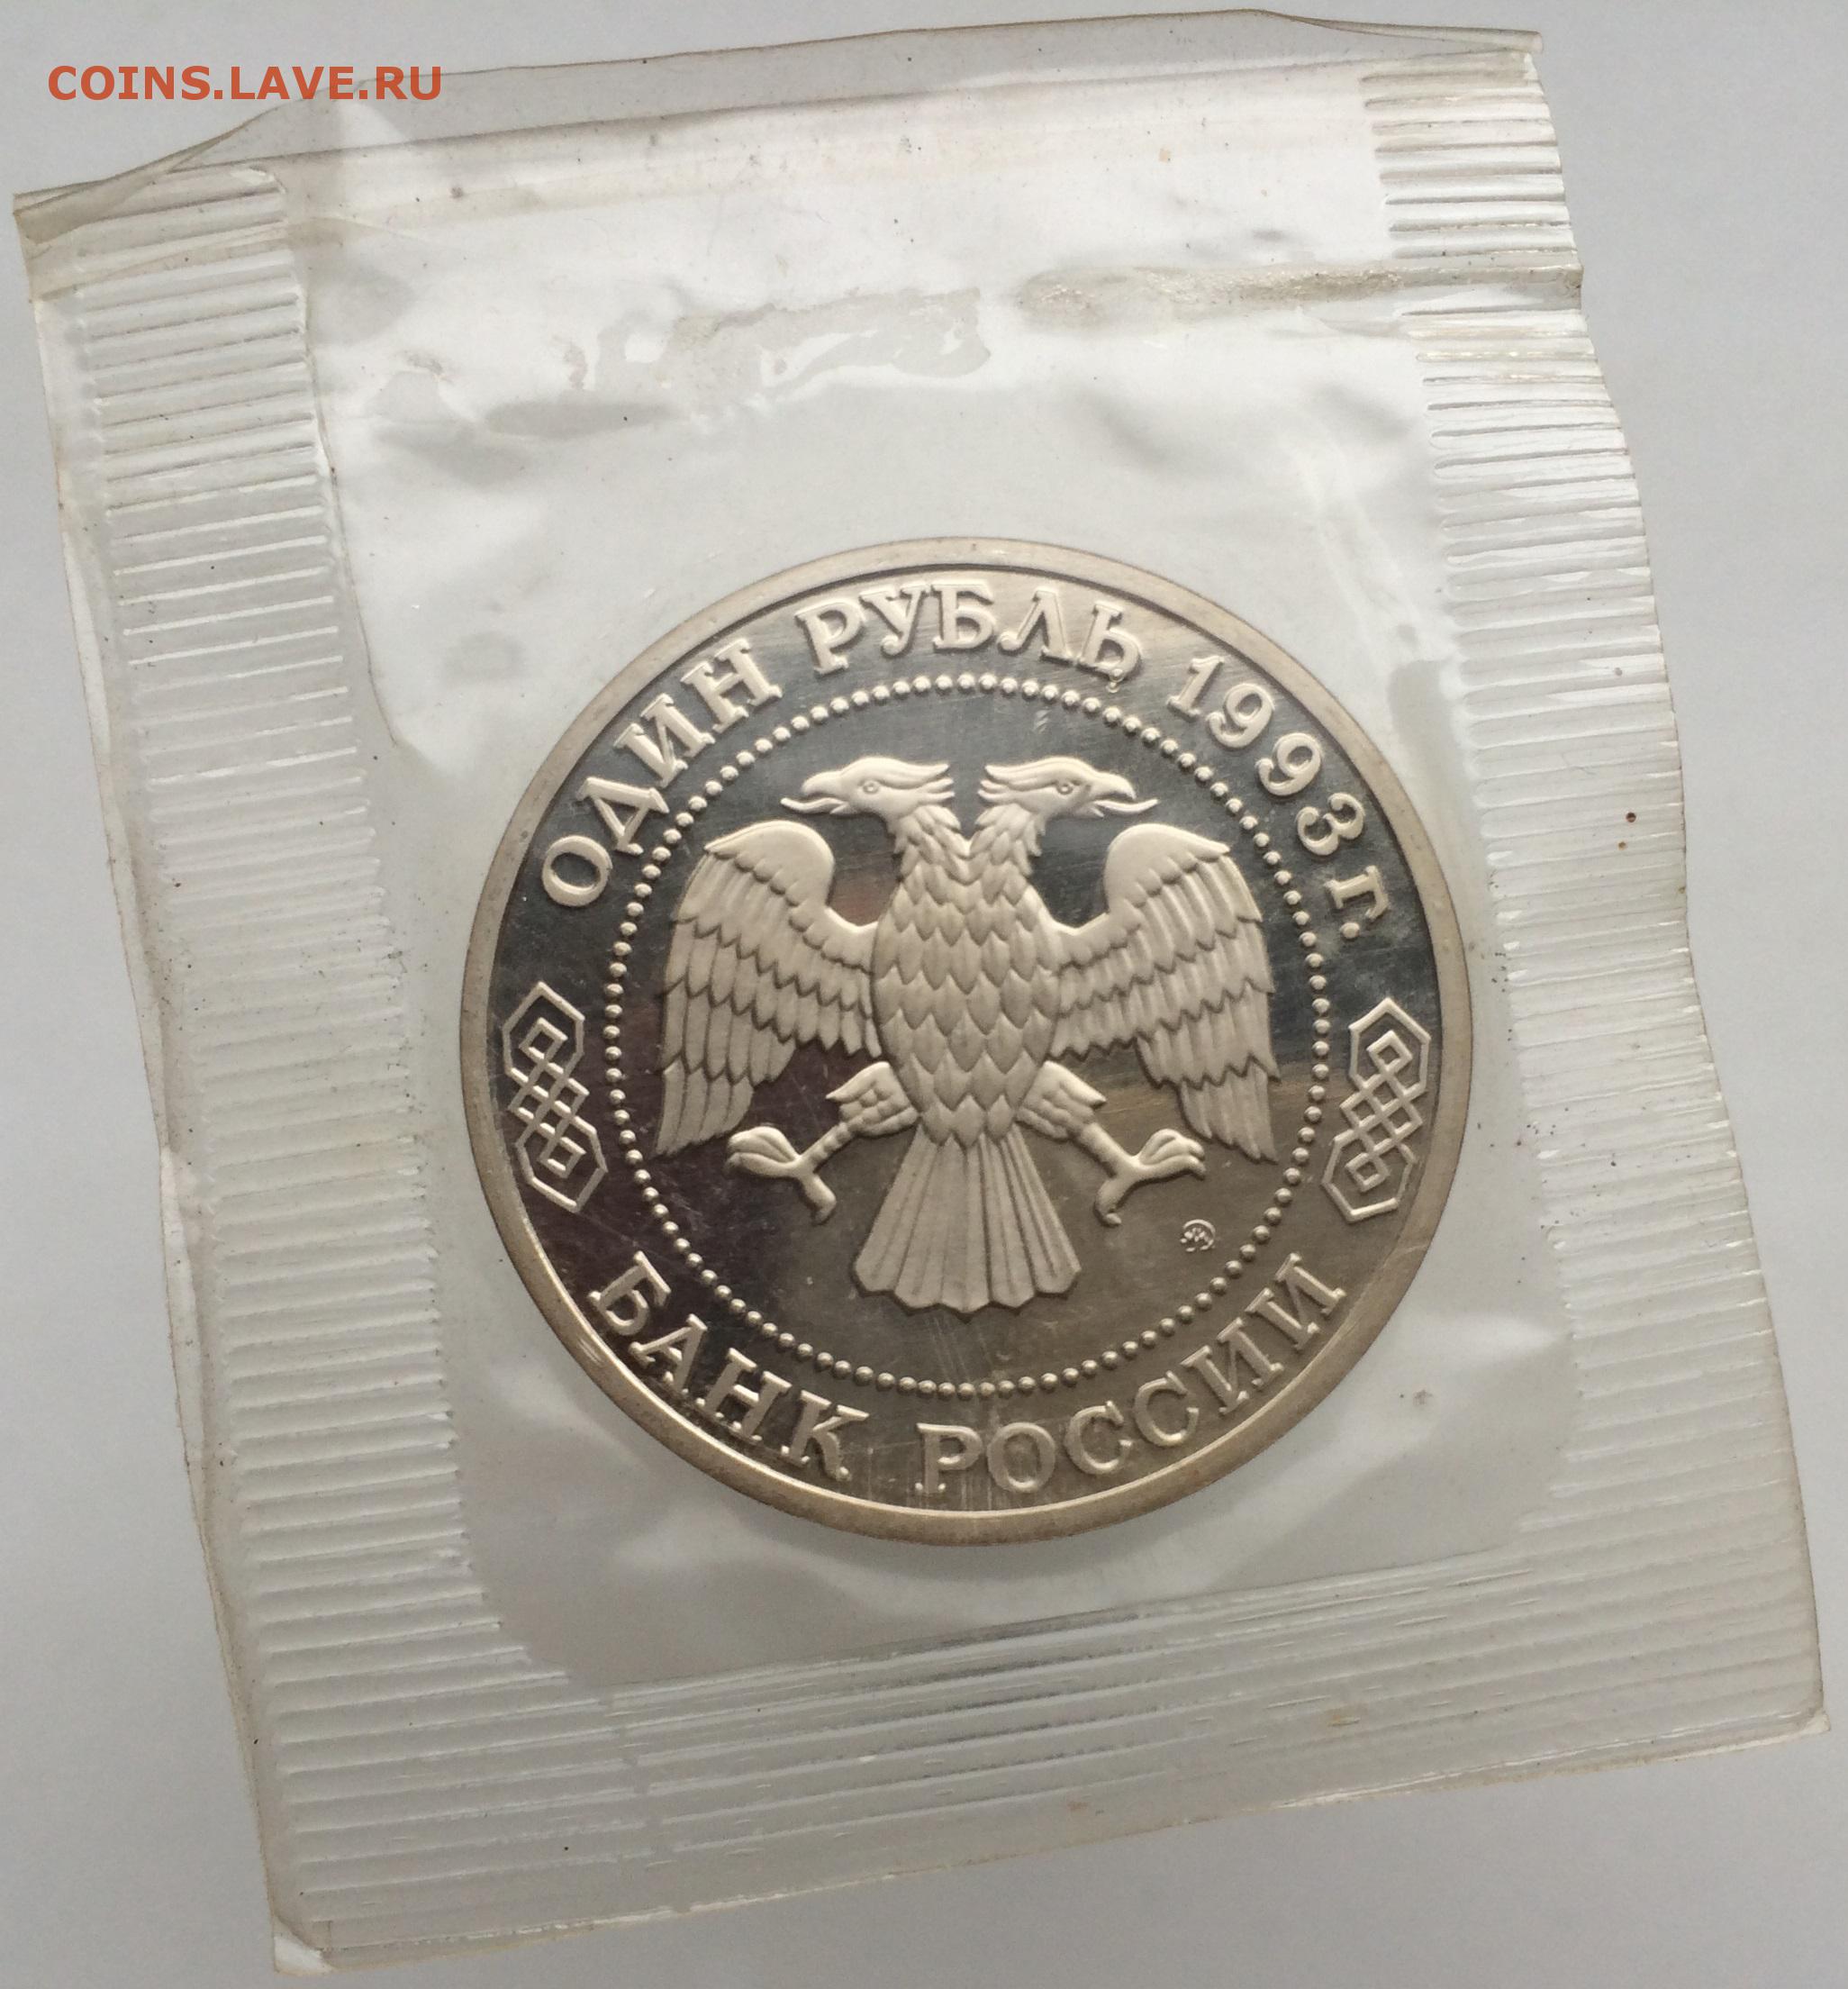 COINS.LAVE.RU
ОДИН РУБЛЬ 1993 г.
БАНК РОССИИ